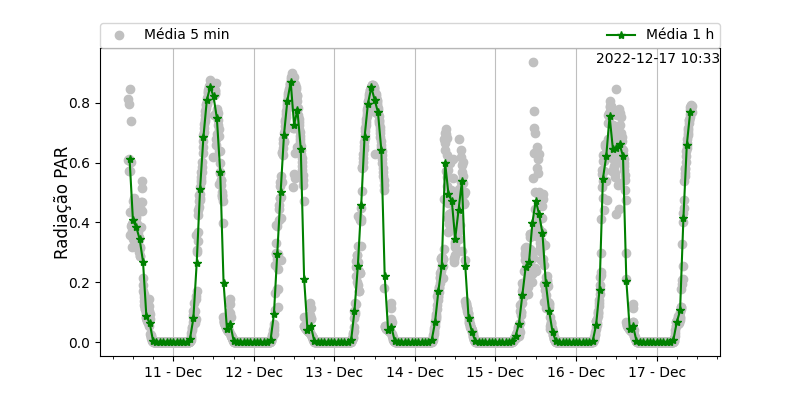 Média 5 min
Média 1 h
2022-12-17 10:33
Radiação PAR
0.8
0.6
0.4
0.2
0.0
11 - Dec
12 - Dec
13 - Dec
14 - Dec
15 - Dec
16 - Dec
17 - Dec